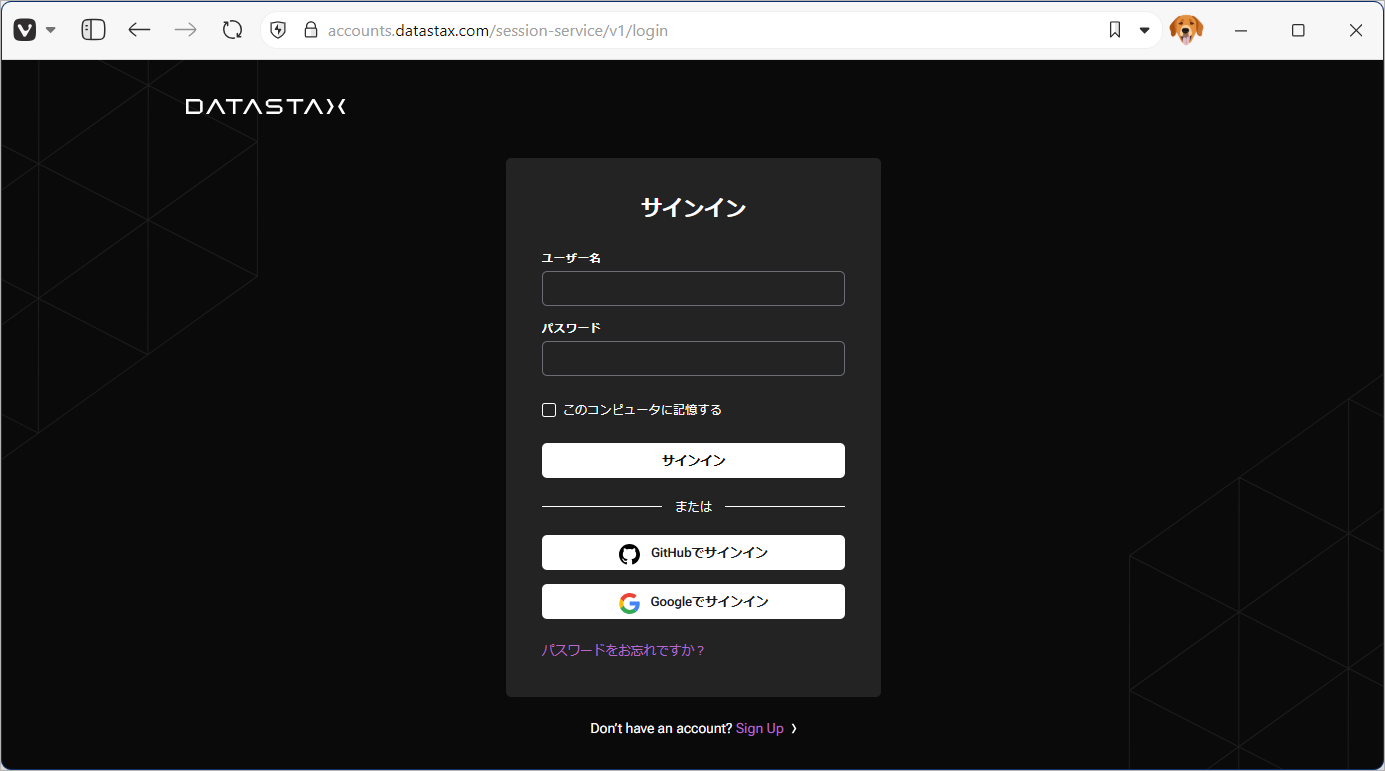 accounts.datastax.com/session-service/v1/login
DATASTAX
サインイン
ユーザー名
パスワード
このコンピュータに記憶する
サインイン
または
GitHubでサインイン
Googleでサインイン
パスワードをお忘れですか？
Don't have an account? Sign Up ❯